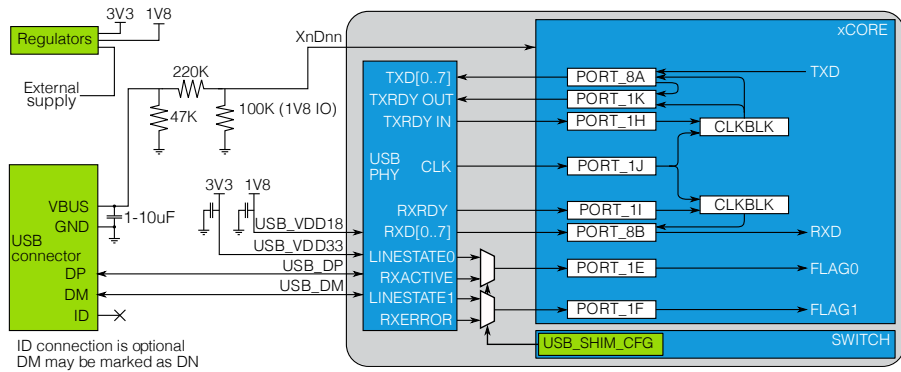 3V3 1V8
Regulators
External
supply
220K
47K
100K (1V8 IO)
XnDnn
xCORE
TXD[0..7]
PORT_8A
TXD
TXRDY OUT
PORT_1K
TXRDY IN
PORT_1H
CLKBLK
USB
PHY
CLK
PORT_1J
3V3
1V8
VBUS
1-10uF
GND
USB
connector
DP
DM
ID
USB_VDD18
USB_VDD33
USB_DP
USB_DM
RXRDY
PORT_1I
CLKBLK
RXD[0..7]
PORT_8B
RXD
LINESTATE0
RXACTIVE
PORT_1E
FLAG0
LINESTATE1
RXERROR
PORT_1F
FLAG1
USB_SHIM_CFG
SWITCH
ID connection is optional
DM may be marked as DN